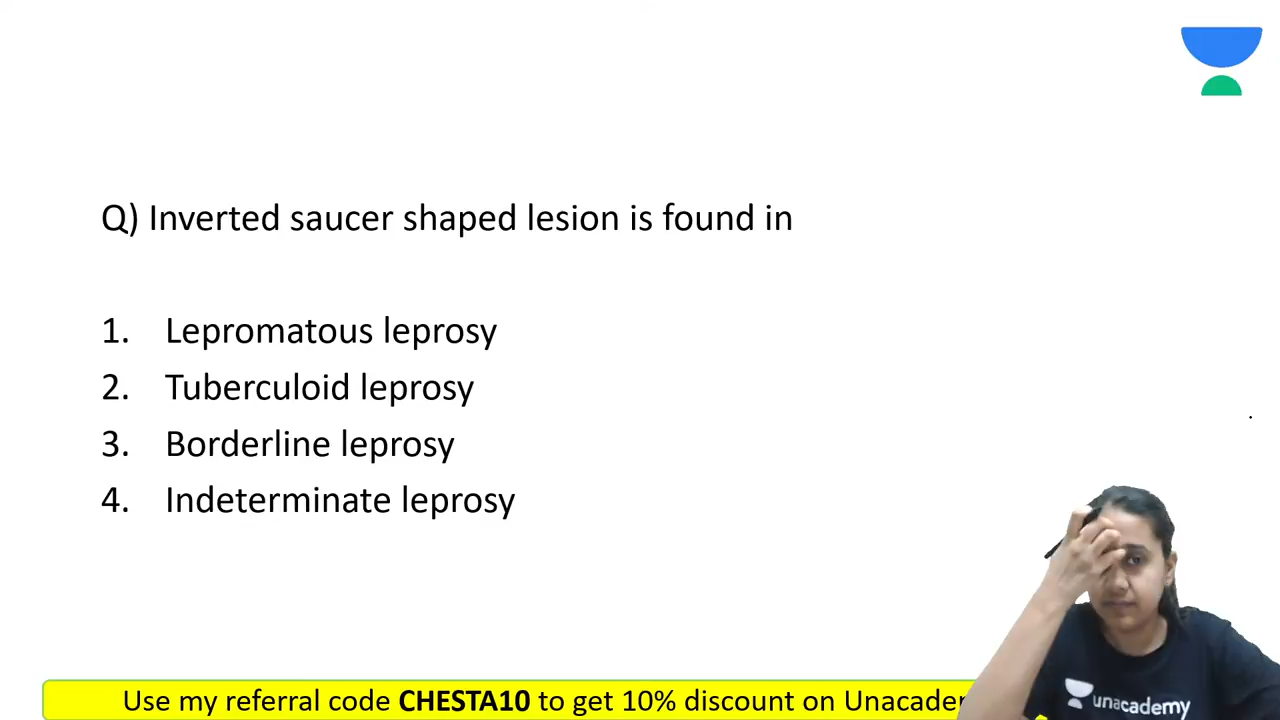 Q) Inverted saucer shaped lesion is found in
1. Lepromatous leprosy
2. Tuberculoid leprosy
3. Borderline leprosy
4. Indeterminate leprosy
unacademy
Use my referral code CHESTA10 to get 10% discount on Unacadem